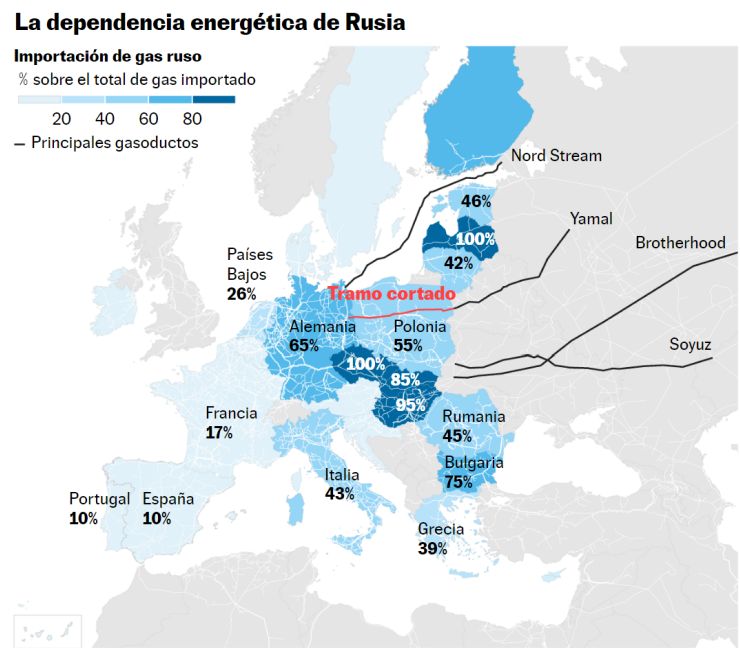 La dependencia energética de Rusia
Importación de gas ruso
% sobre el total de gas importado
20 40 60 80
Principales gasoductos
Nord Stream
46%
Yamal
100%
Brotherhood
42%
Países
Bajos
26%
Tramo cortado
Alemania
65%
Polonia
55%
Soyuz
100%
85%
95%
Francia
17%
Rumania
45%
Bulgaria
75%
Italia
43%
Portugal
10%
España
10%
Grecia
39%